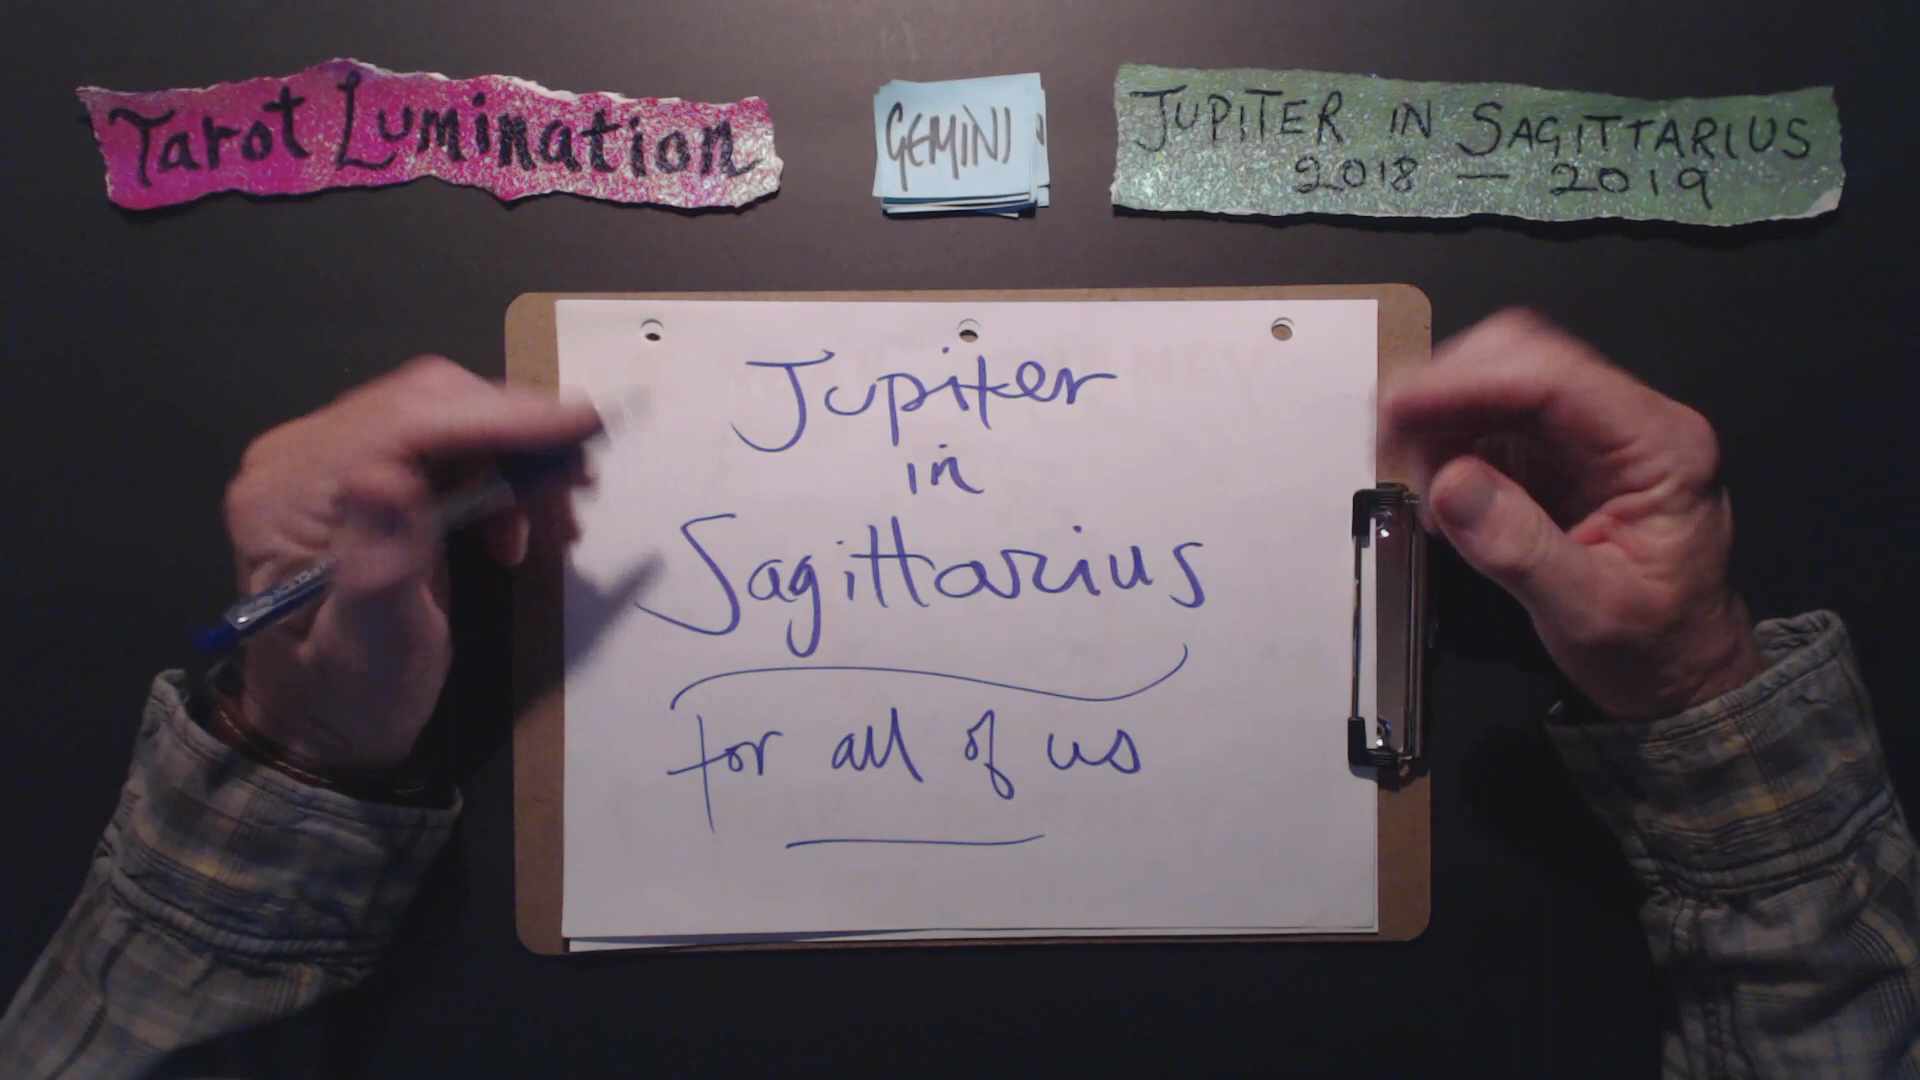 Tarot Lumination
GEMINI
JUPITER IN SAGITTARIUS
2018 — 2019
Jupiter
in
Sagittarius
for all of us